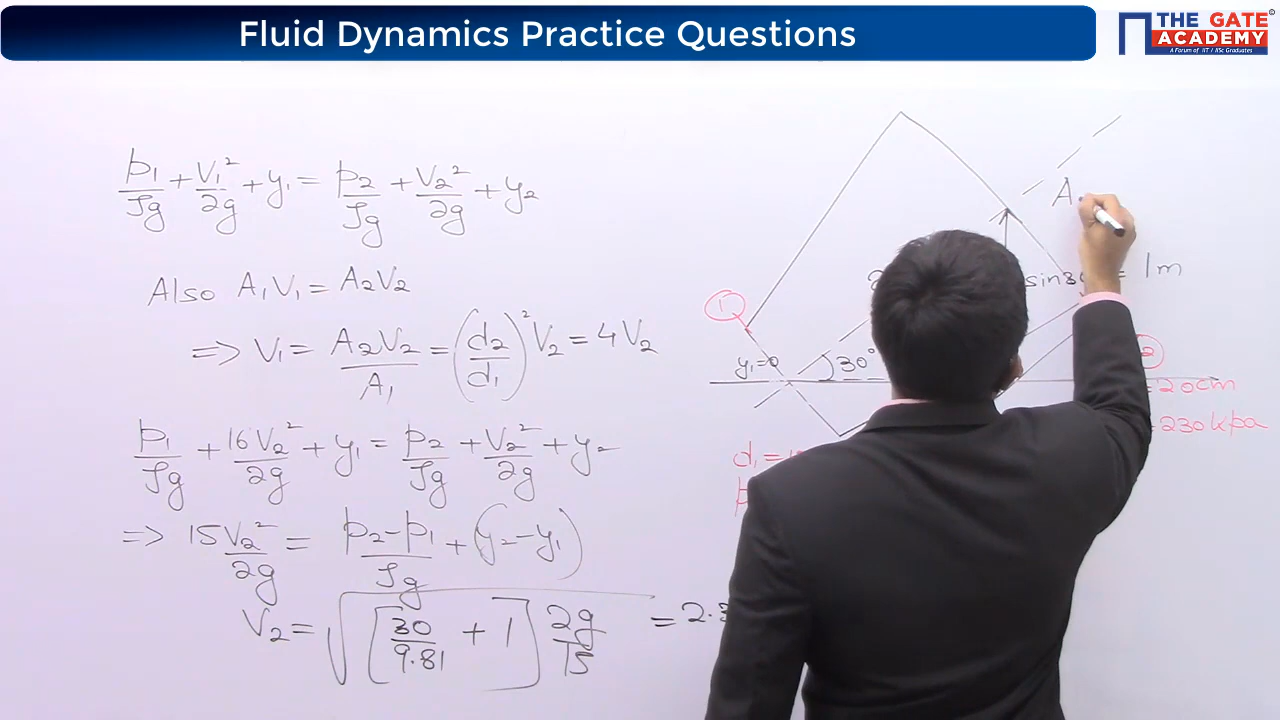 Fluid Dynamics Practice Questions
THE GATE ACADEMY
A Forum of IIT / IISc Graduates
p₁/ρg + V₁²/2g + y₁ = p₂/ρg + V₂²/2g + y₂
Also A₁V₁ = A₂V₂
=> V₁ = A₂V₂/A₁ = (d₂/d₁)² V₂ = 4V₂
p₁/ρg + 16V₂²/2g + y₁ = p₂/ρg + V₂²/2g + y₂
=> 15V₂²/2g = p₂-p₁/ρg + (y₂-y₁)
V₂ = √[30/9.81 + 1] 2g/15 = 2.
A
= 1m
1
y₁=0
30°
2
=20cm
230kpa
d₁ =